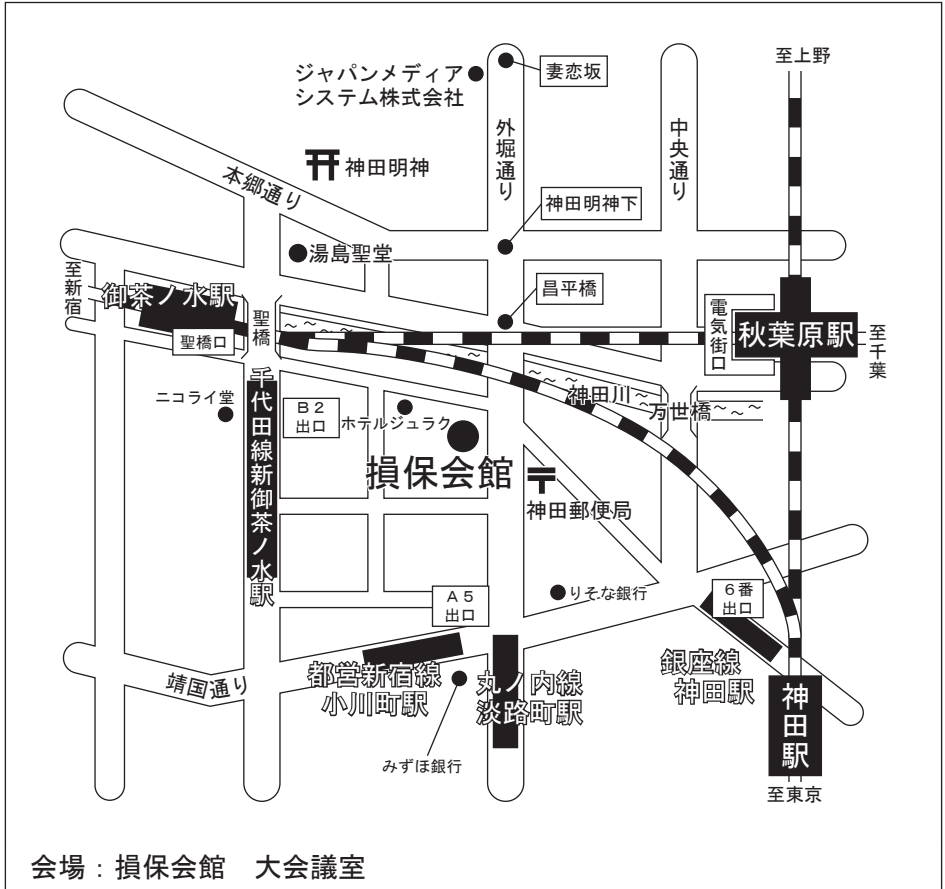 至上野
ジャパンメディア
システム株式会社
妻恋坂
外堀通り
中央通り
神田明神
本郷通り
神田明神下
湯島聖堂
至新宿
御茶ノ水駅
聖橋口
聖橋
昌平橋
電気街口
秋葉原駅
至千葉
ニコライ堂
千代田線新御茶ノ水駅
B2
出口
ホテルジュラク
神田川
万世橋
損保会館
〒
神田郵便局
A5
出口
りそな銀行
6番
出口
靖国通り
都営新宿線
小川町駅
丸ノ内線
淡路町駅
銀座線
神田駅
神田駅
みずほ銀行
至東京
会場：損保会館　大会議室